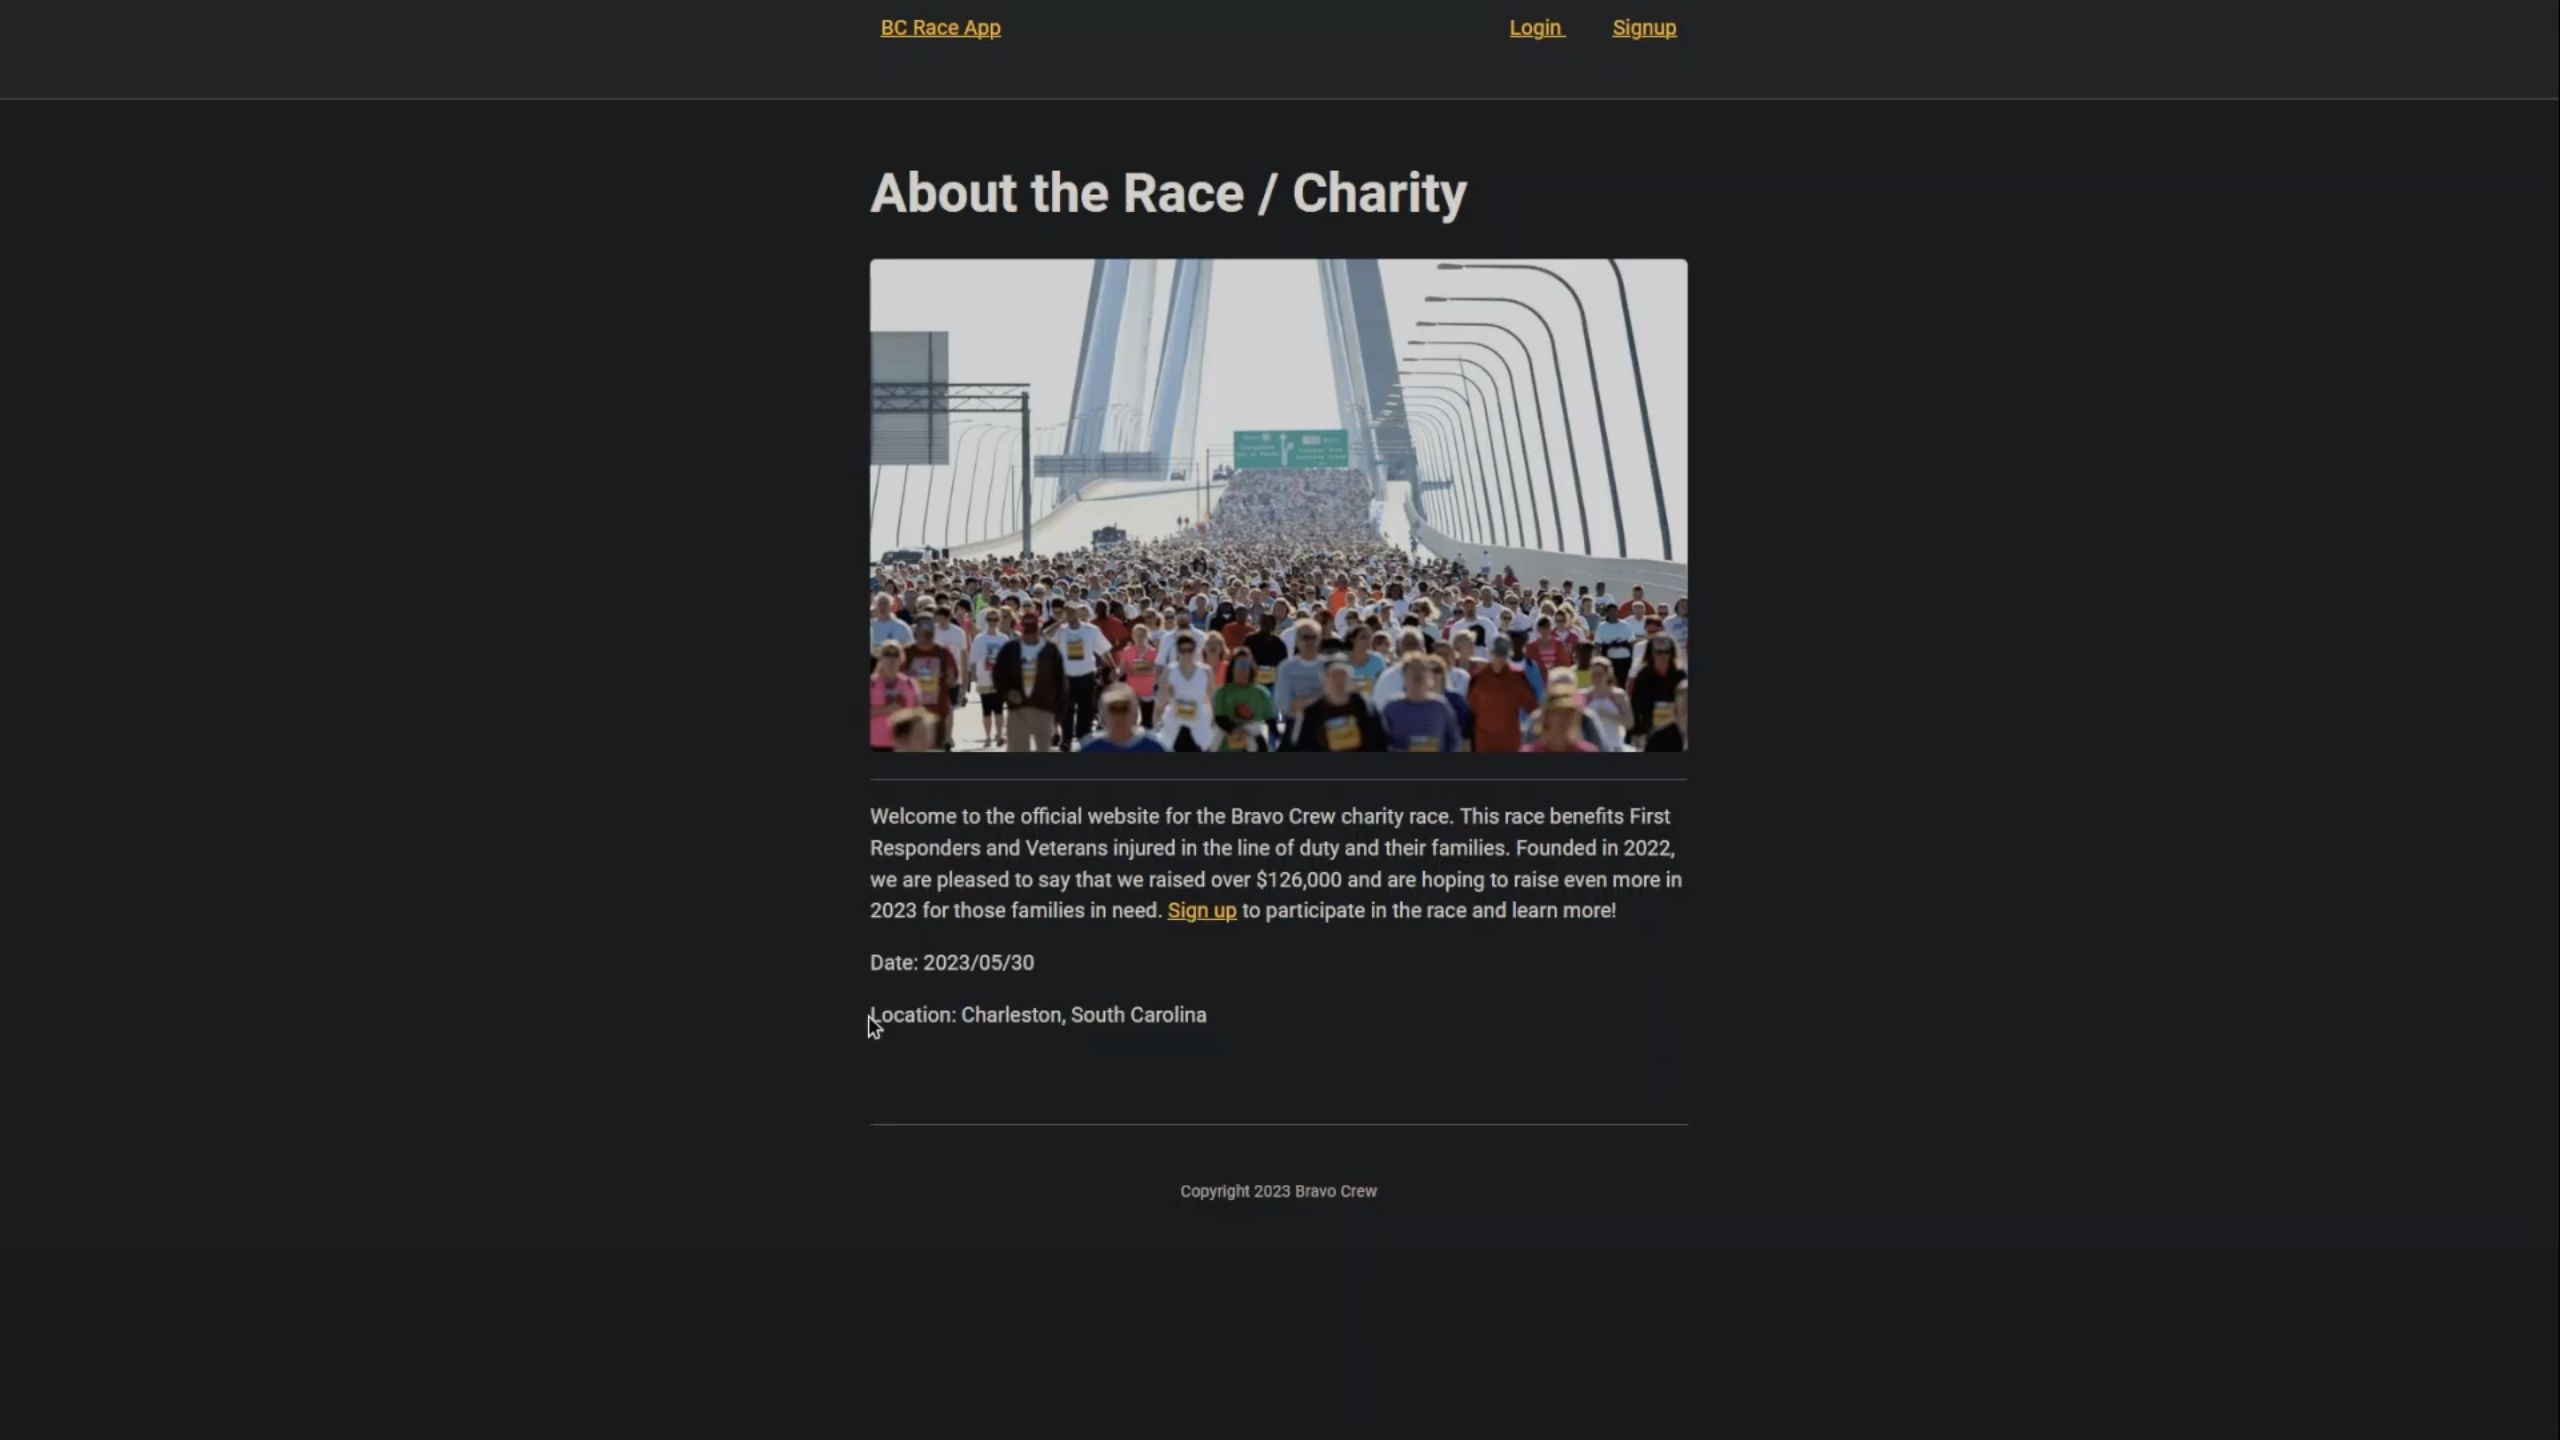 BC Race App
Login
Signup
About the Race / Charity
Welcome to the official website for the Bravo Crew charity race. This race benefits First
Responders and Veterans injured in the line of duty and their families. Founded in 2022,
we are pleased to say that we raised over $126,000 and are hoping to raise even more in
2023 for those families in need. Sign up to participate in the race and learn more!
Date: 2023/05/30
Location: Charleston, South Carolina
Copyright 2023 Bravo Crew